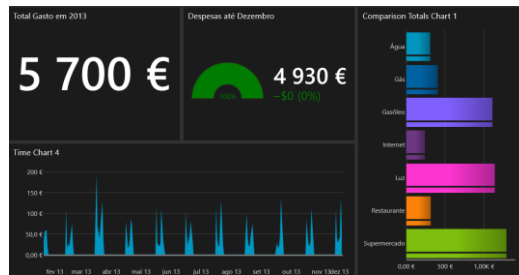 Total Gasto em 2013
5 700 €
Despesas até Dezembro
100%
4 930 €
−$0 (0%)
Comparison Totals Chart 1
Água
Gás
Gasóleo
Internet
Luz
Restaurante
Supermercado
0,00 € 500 € 1,00K €
Time Chart 4
200 €
150 €
100 €
50,0 €
0,00 €
fev 13 mar 13 abr 13 mai 13 jun 13 jul 13 ago 13 set 13 out 13 nov 13 dez 13